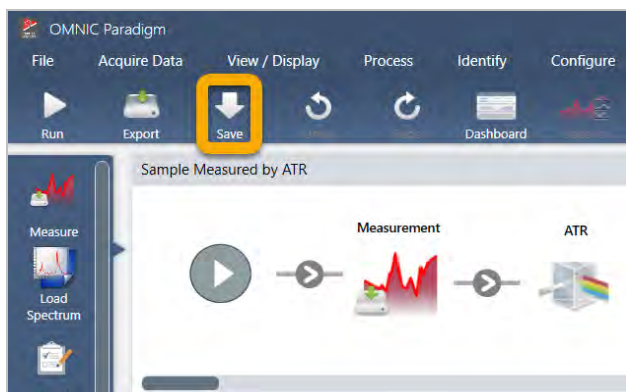 OMNIC Paradigm
File Acquire Data View / Display Process Identify Configure
Run Export Save Dashboard
Sample Measured by ATR
Measure
Measurement ATR
Load
Spectrum